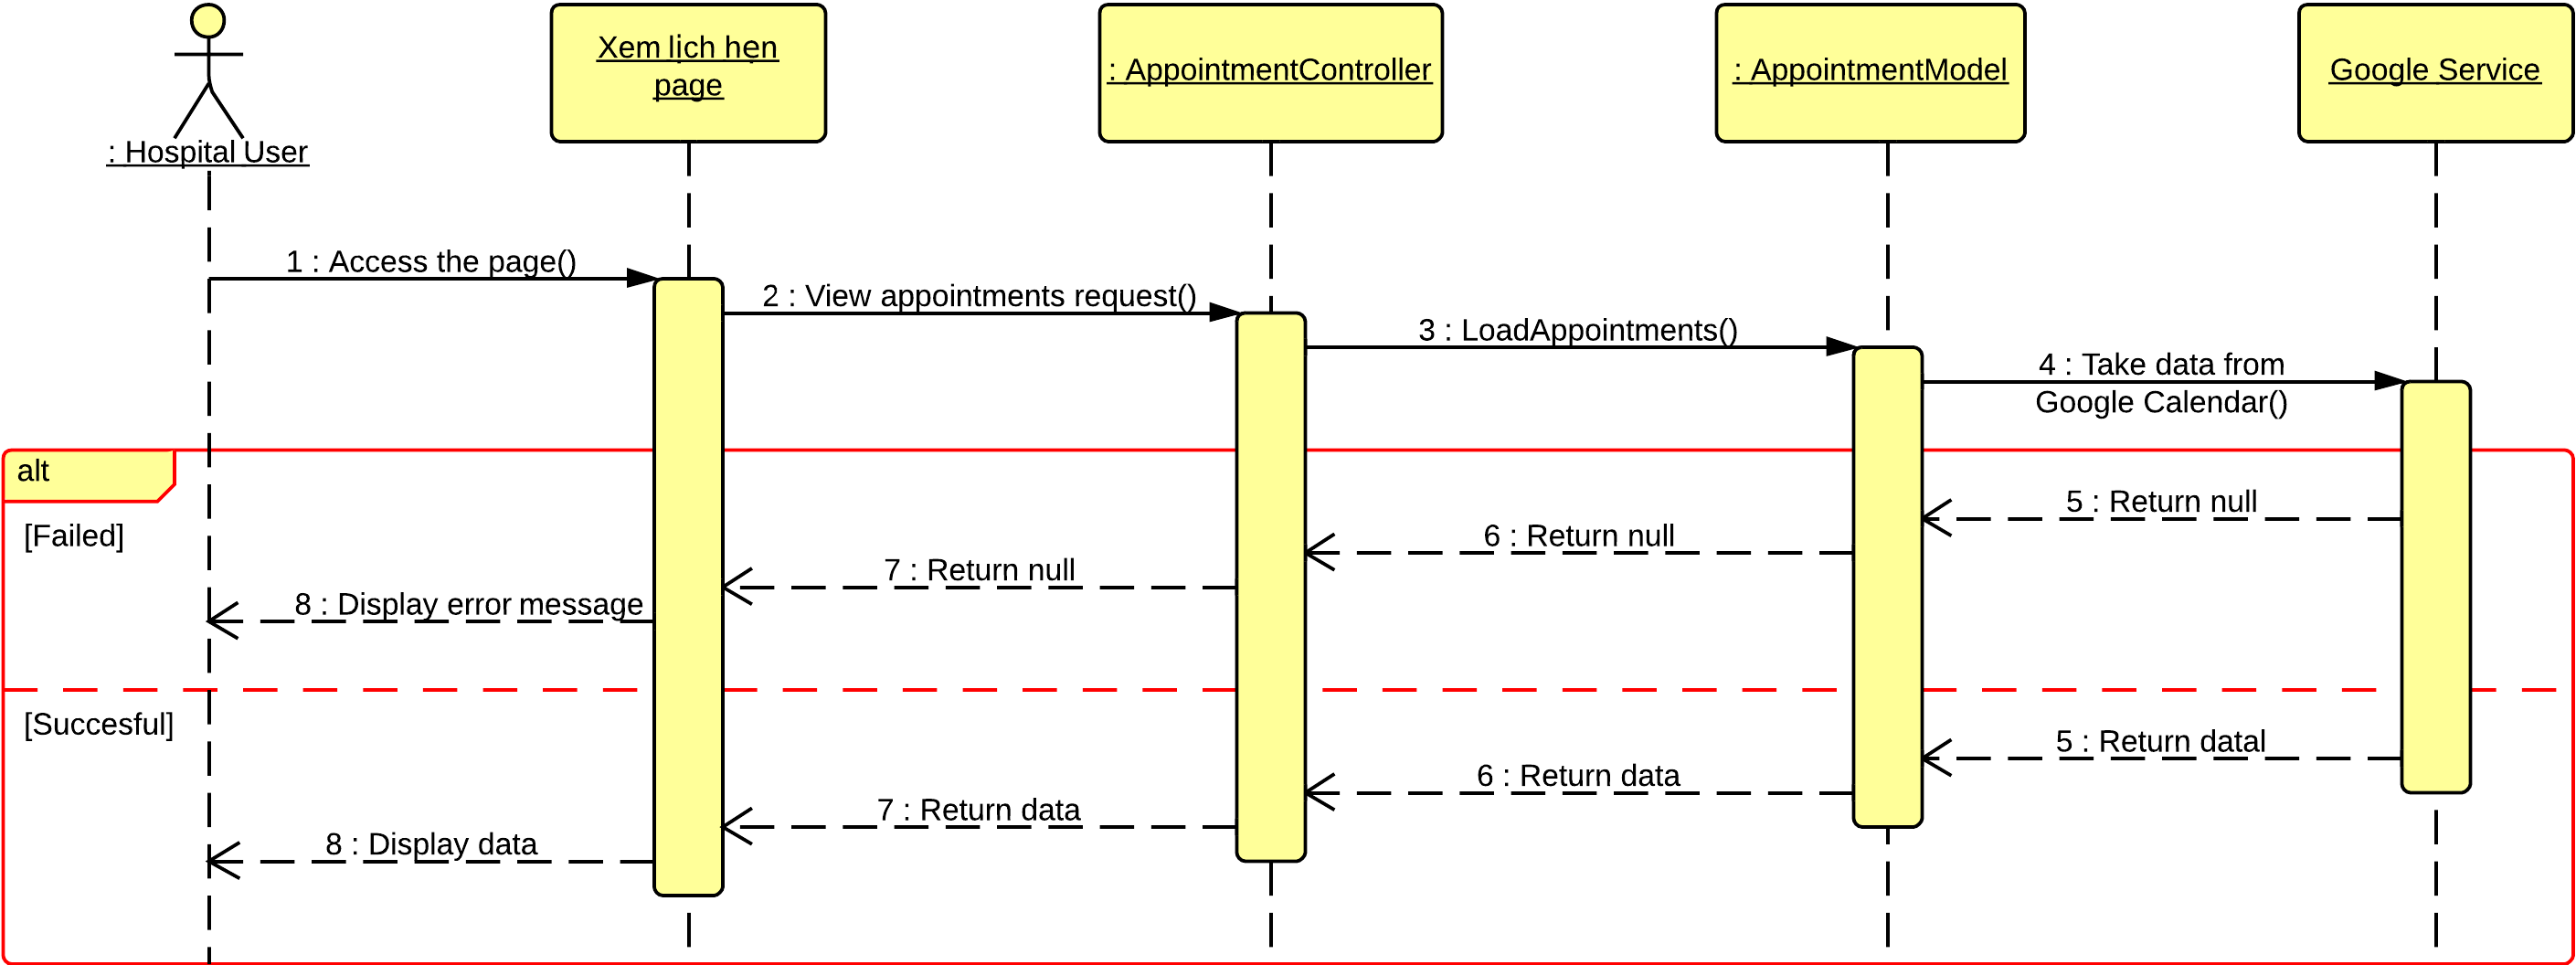 : Hospital User
Xem lịch hẹn
page
: AppointmentController
: AppointmentModel
Google Service
1 : Access the page()
2 : View appointments request()
3 : LoadAppointments()
4 : Take data from
Google Calendar()
alt
[Failed]
5 : Return null
6 : Return null
7 : Return null
8 : Display error message
[Succesful]
5 : Return datal
6 : Return data
7 : Return data
8 : Display data